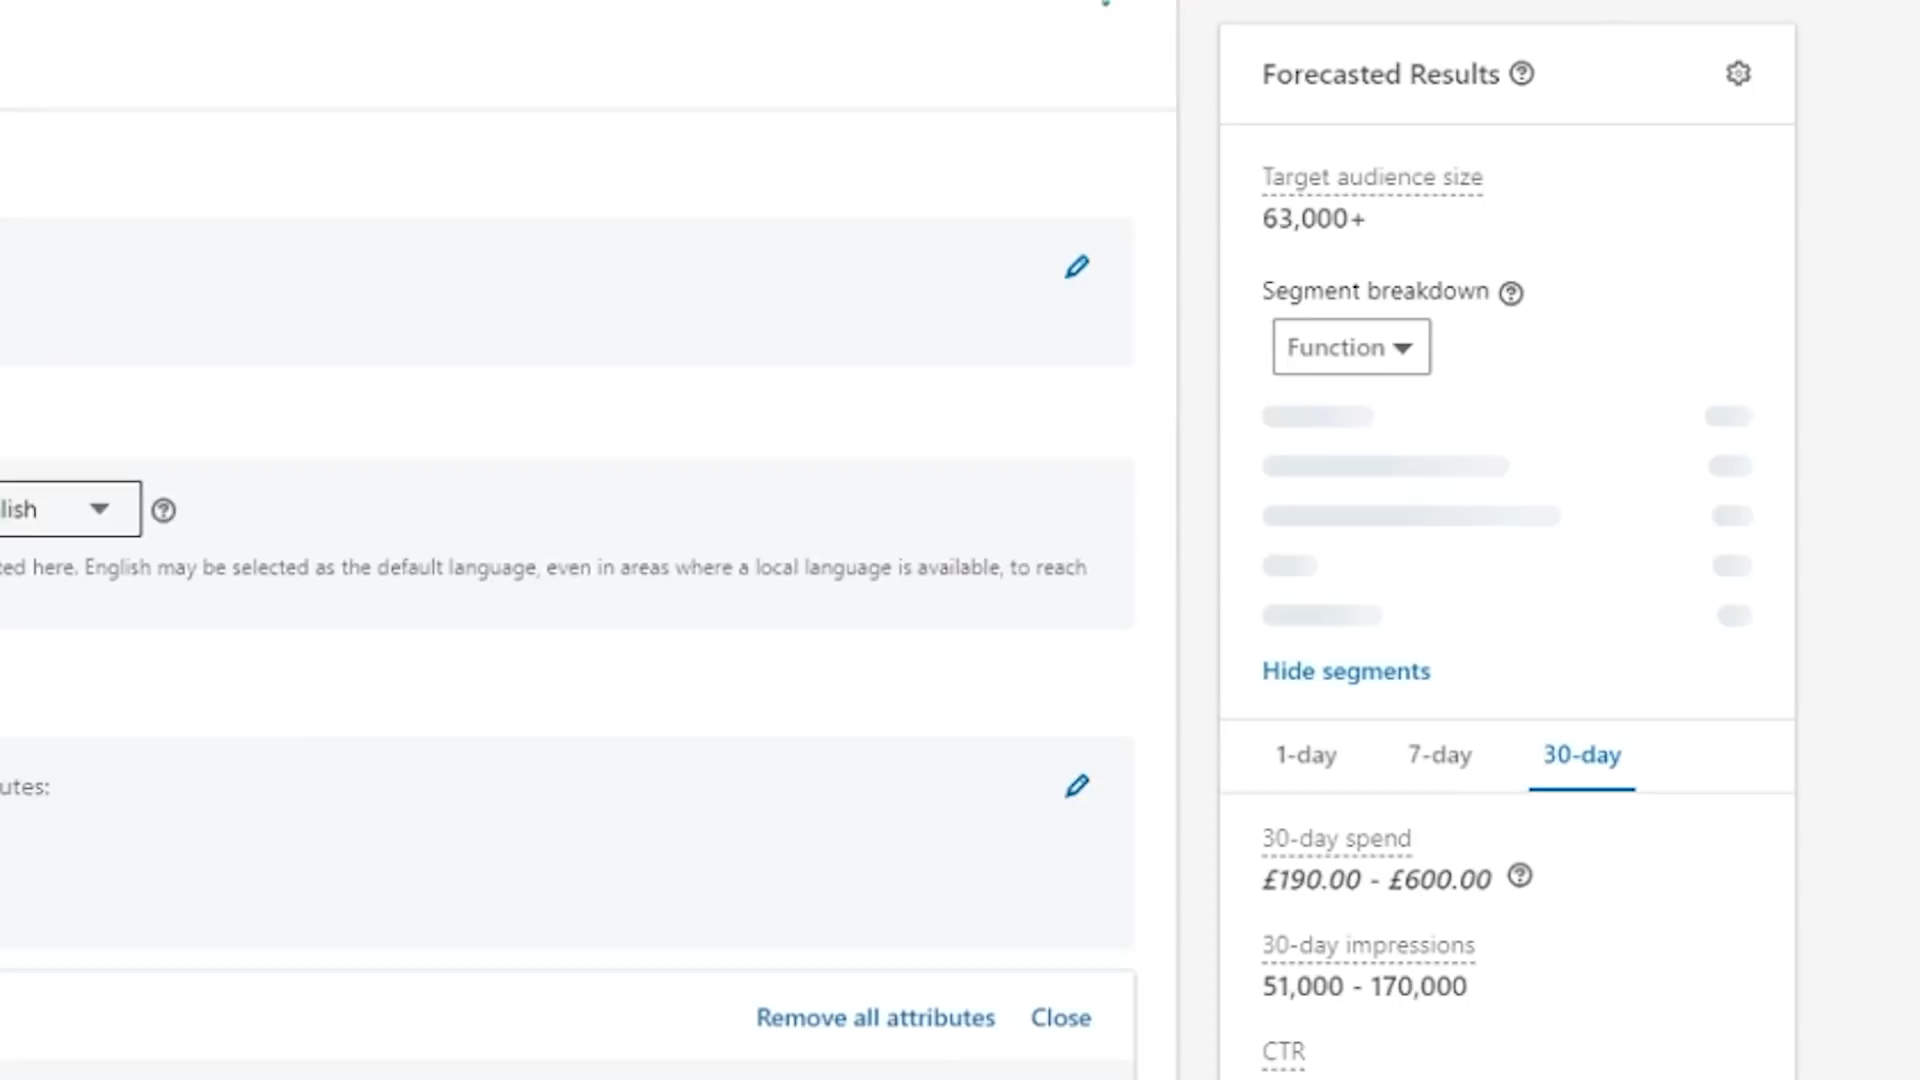 Forecasted Results
Target audience size
63,000+
Segment breakdown
Function
lish
ted here. English may be selected as the default language, even in areas where a local language is available, to reach
Hide segments
1-day 7-day 30-day
utes:
30-day spend
£190.00 - £600.00
30-day impressions
51,000 - 170,000
Remove all attributes Close
CTR